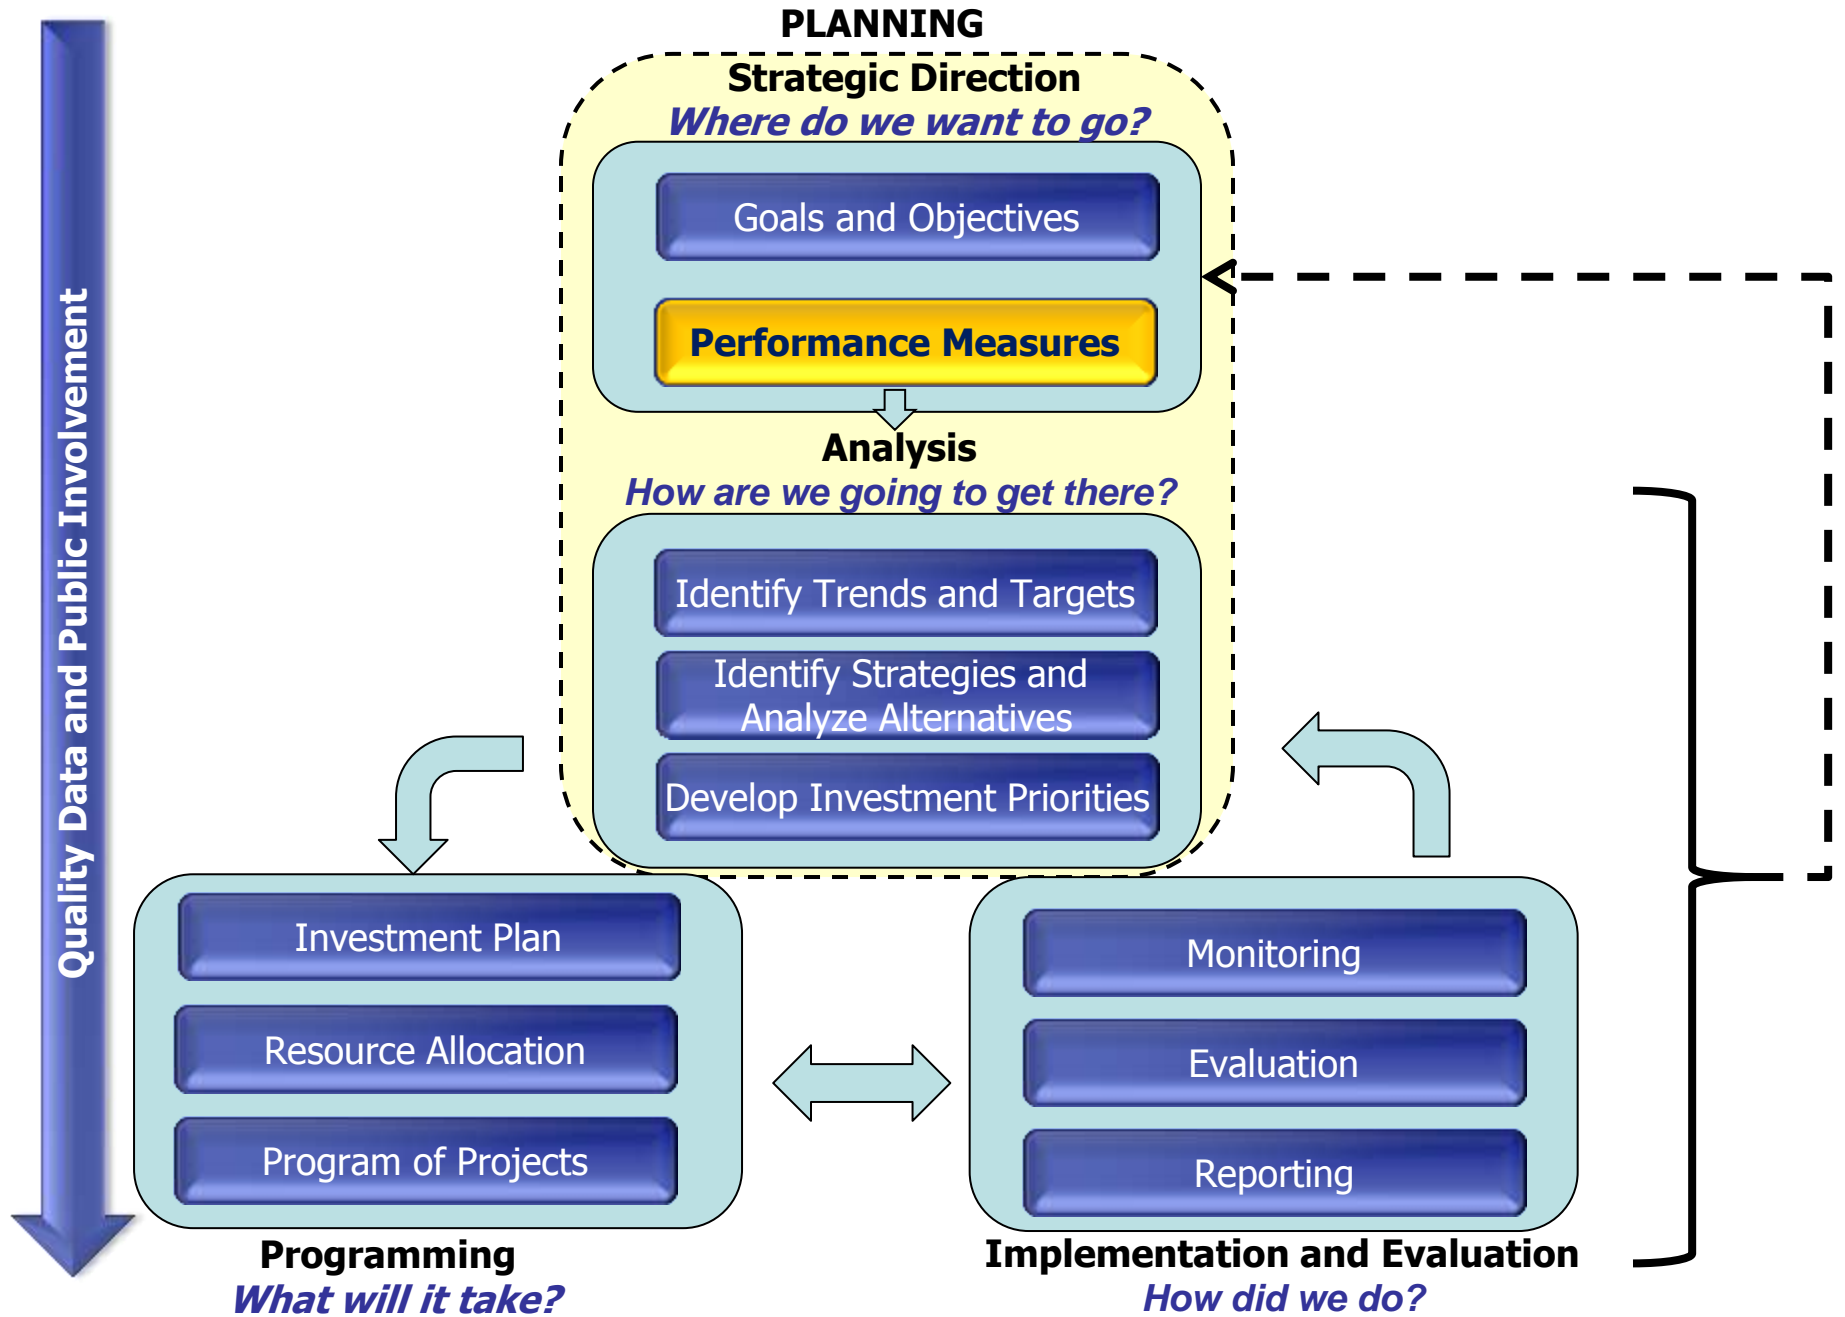 PLANNING
Strategic Direction
Where do we want to go?
Goals and Objectives
Performance Measures
Analysis
How are we going to get there?
Identify Trends and Targets
Identify Strategies and
Analyze Alternatives
Develop Investment Priorities
Quality Data and Public Involvement
Investment Plan
Resource Allocation
Program of Projects
Programming
What will it take?
Monitoring
Evaluation
Reporting
Implementation and Evaluation
How did we do?